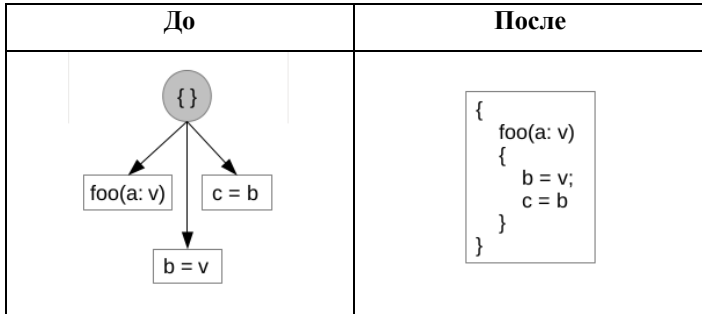 До
После
{ }
foo(a: v)
c = b
b = v
{
foo(a: v)
{
b = v;
c = b
}
}